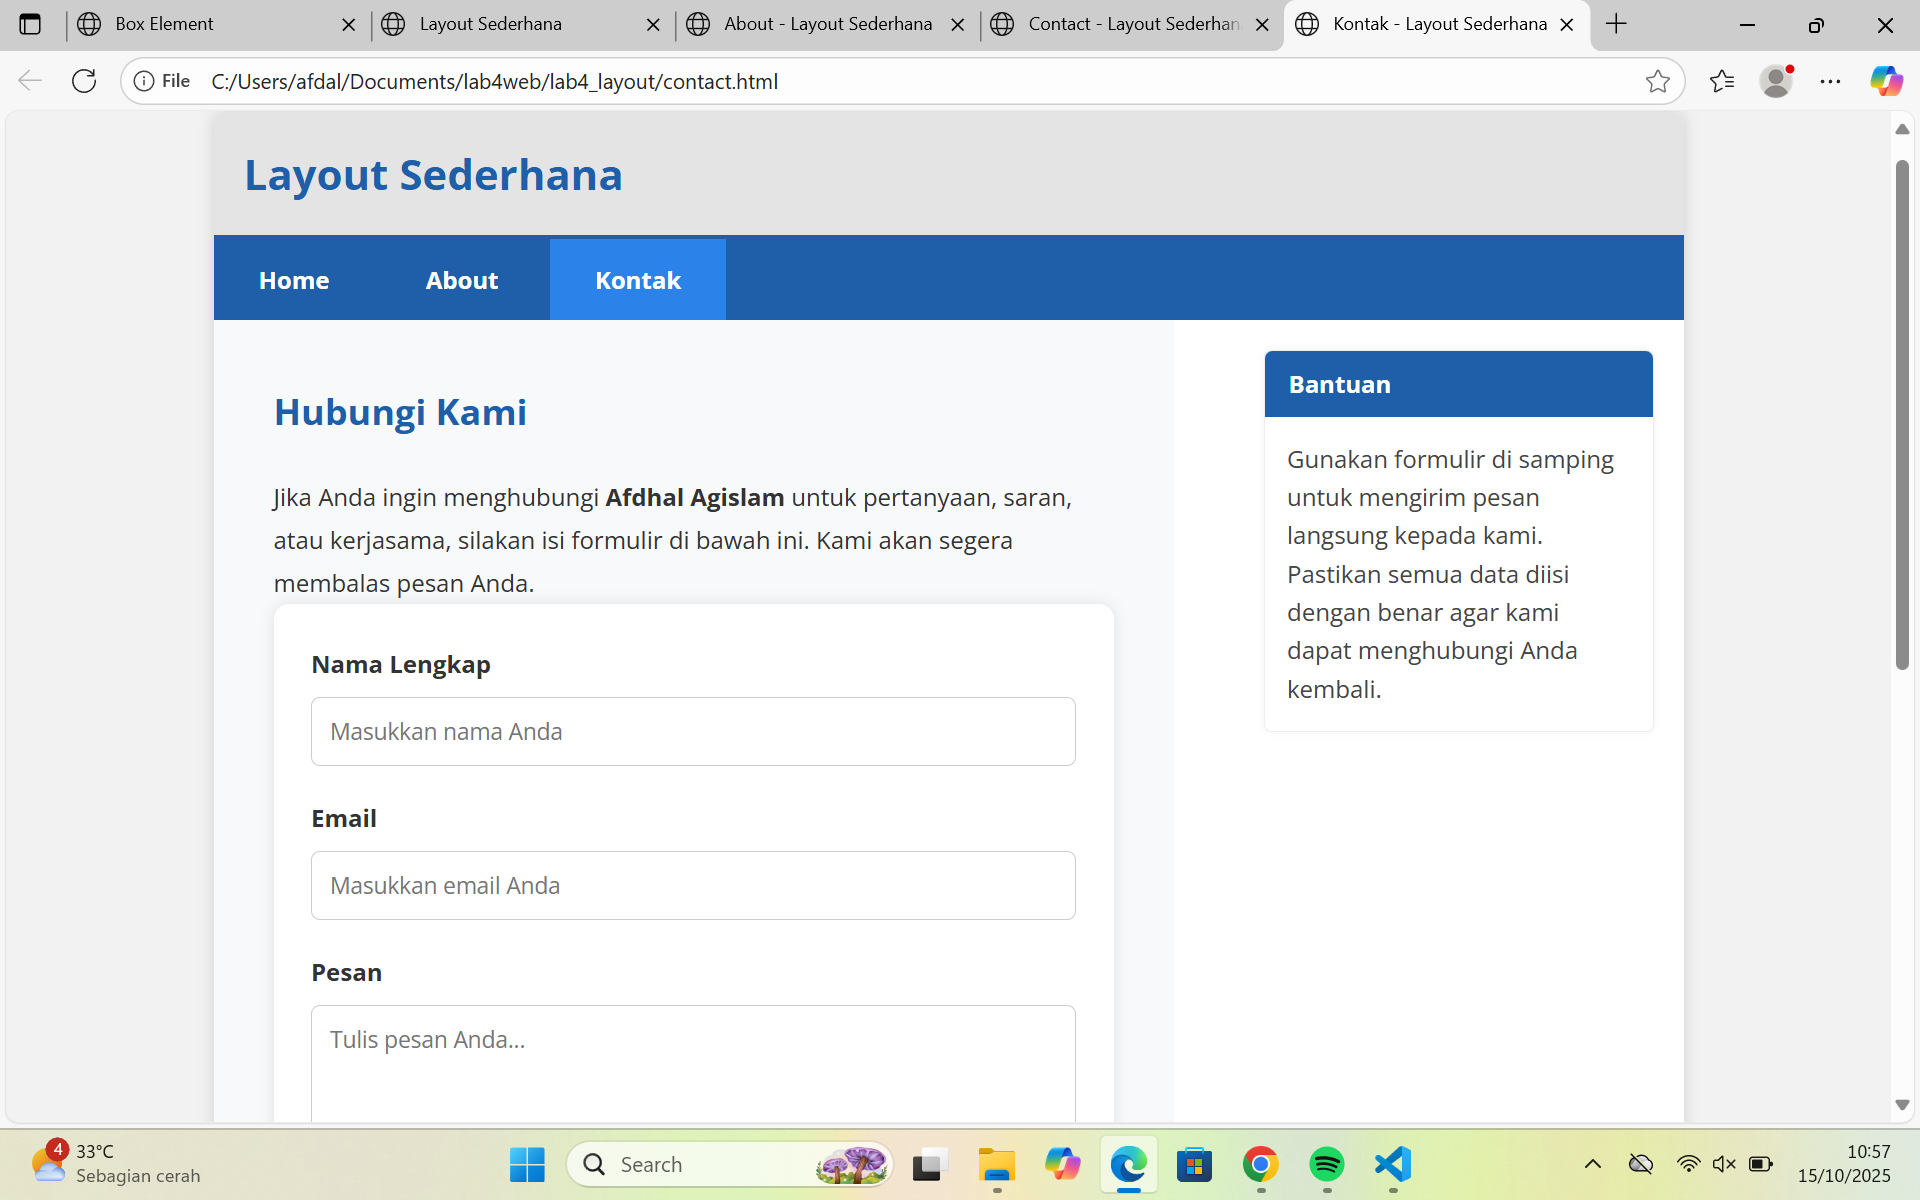 Box Element
Layout Sederhana
About - Layout Sederhana
Contact - Layout Sederhan
Kontak - Layout Sederhana
File
C:/Users/afdal/Documents/lab4web/lab4_layout/contact.html
Layout Sederhana
Home
About
Kontak
Hubungi Kami
Jika Anda ingin menghubungi Afdhal Agislam untuk pertanyaan, saran,
atau kerjasama, silakan isi formulir di bawah ini. Kami akan segera
membalas pesan Anda.
Nama Lengkap
Masukkan nama Anda
Email
Masukkan email Anda
Pesan
Tulis pesan Anda...
Bantuan
Gunakan formulir di samping
untuk mengirim pesan
langsung kepada kami.
Pastikan semua data diisi
dengan benar agar kami
dapat menghubungi Anda
kembali.
4
33°C
Sebagian cerah
Search
10:57
15/10/2025